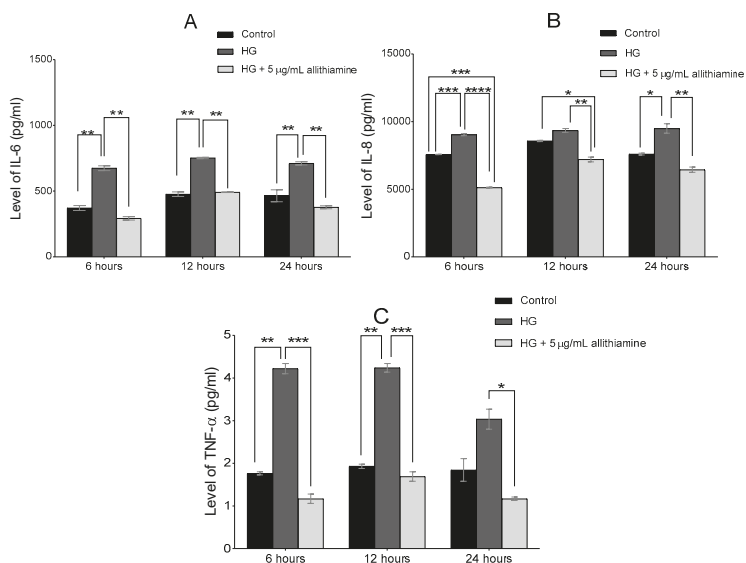 A
Control
HG
HG + 5 μg/mL allithiamine
Level of IL-6 (pg/ml)
1500
1000
500
0
** **
** **
** **
6 hours
12 hours
24 hours
B
Control
HG
HG + 5 μg/mL allithiamine
Level of IL-8 (pg/ml)
15000
10000
5000
0
***
*** ****
*
**
* **
6 hours
12 hours
24 hours
C
Control
HG
HG + 5 μg/mL allithiamine
Level of TNF-α (pg/ml)
5
4
3
2
1
0
** ***
** ***
*
6 hours
12 hours
24 hours